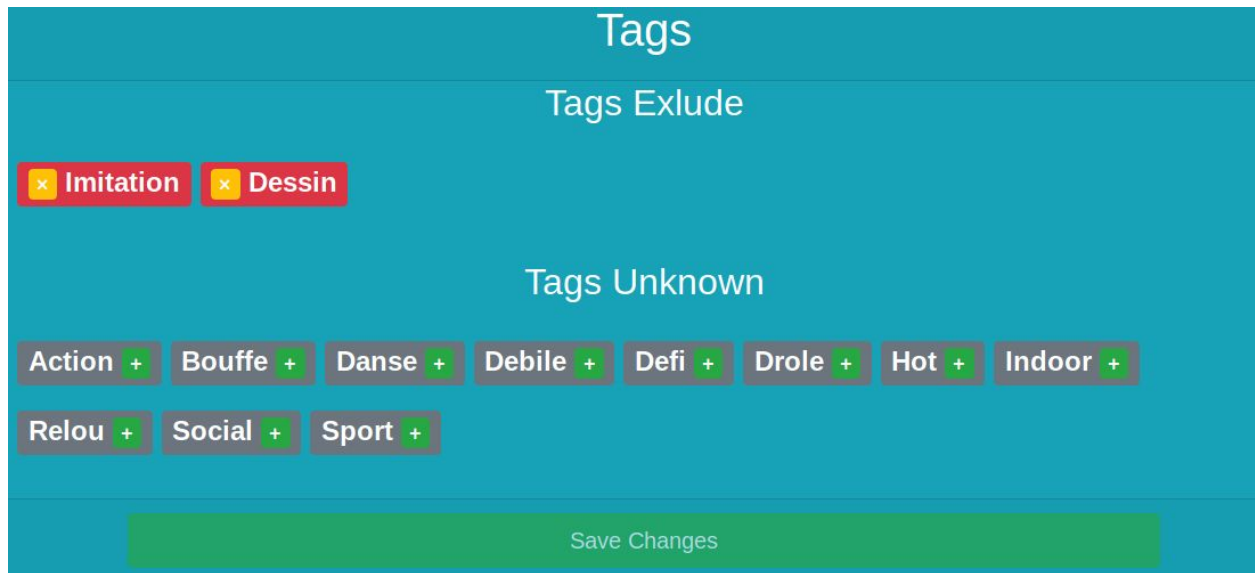 Tags
Tags Exlude
× Imitation × Dessin
Tags Unknown
Action + Bouffe + Danse + Debile + Defi + Drole + Hot + Indoor +
Relou + Social + Sport +
Save Changes